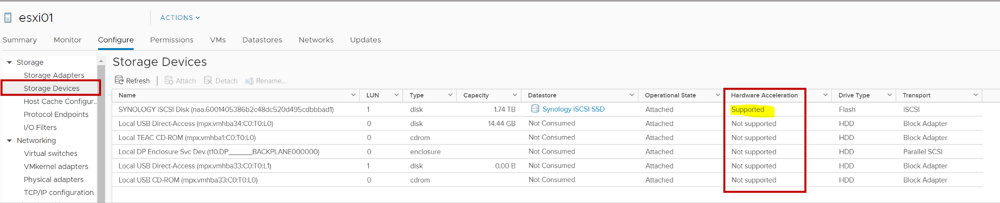 esxi01 ACTIONS
Summary Monitor Configure Permissions VMs Datastores Networks Updates
Storage
Storage Adapters
Storage Devices
Host Cache Configur..
Protocol Endpoints
I/O Filters
Networking
Virtual switches
VMkernel adapters
Physical adapters
TCP/IP configuration
Storage Devices
Refresh Attach Detach Rename...
Name LUN Type Capacity Datastore Operational State Hardware Acceleration Drive Type Transport
SYNOLOGY iSCSI Disk (naa.6001405386b2c48dc520d495cdbbbad1) 1 disk 1.74 TB Synology iSCSI SSD Attached Supported Flash iSCSI
Local USB Direct-Access (mpx.vmhba34:C0:T0:L0) 0 disk 14.44 GB Not Consumed Attached Not supported HDD Block Adapter
Local TEAC CD-ROM (mpx.vmhba1:C0:T0:L0) 0 cdrom Not Consumed Attached Not supported HDD Block Adapter
Local DP Enclosure Svc Dev (t10.DP______BACKPLANE000000) 0 enclosure Not Consumed Attached Not supported HDD Parallel SCSI
Local USB Direct-Access (mpx.vmhba33:C0:T0:L1) 1 disk 0.00 B Not Consumed Attached Not supported HDD Block Adapter
Local USB CD-ROM (mpx.vmhba33:C0:T0:L0) 0 cdrom Not Consumed Attached Not supported HDD Block Adapter